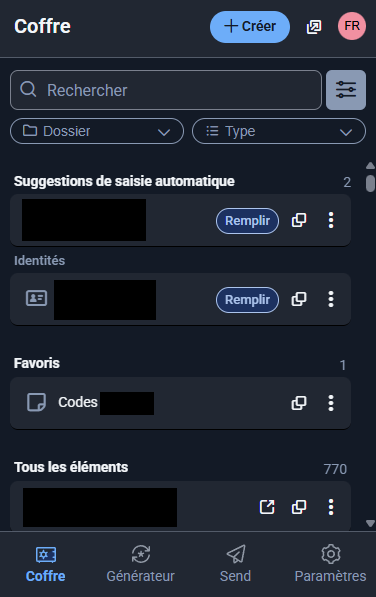 Coffre
Créer
FR
Rechercher
Dossier
Type
Suggestions de saisie automatique 2
Remplir
Identités
Remplir
Favoris 1
Codes
Tous les éléments 770
Coffre Générateur Send Paramètres